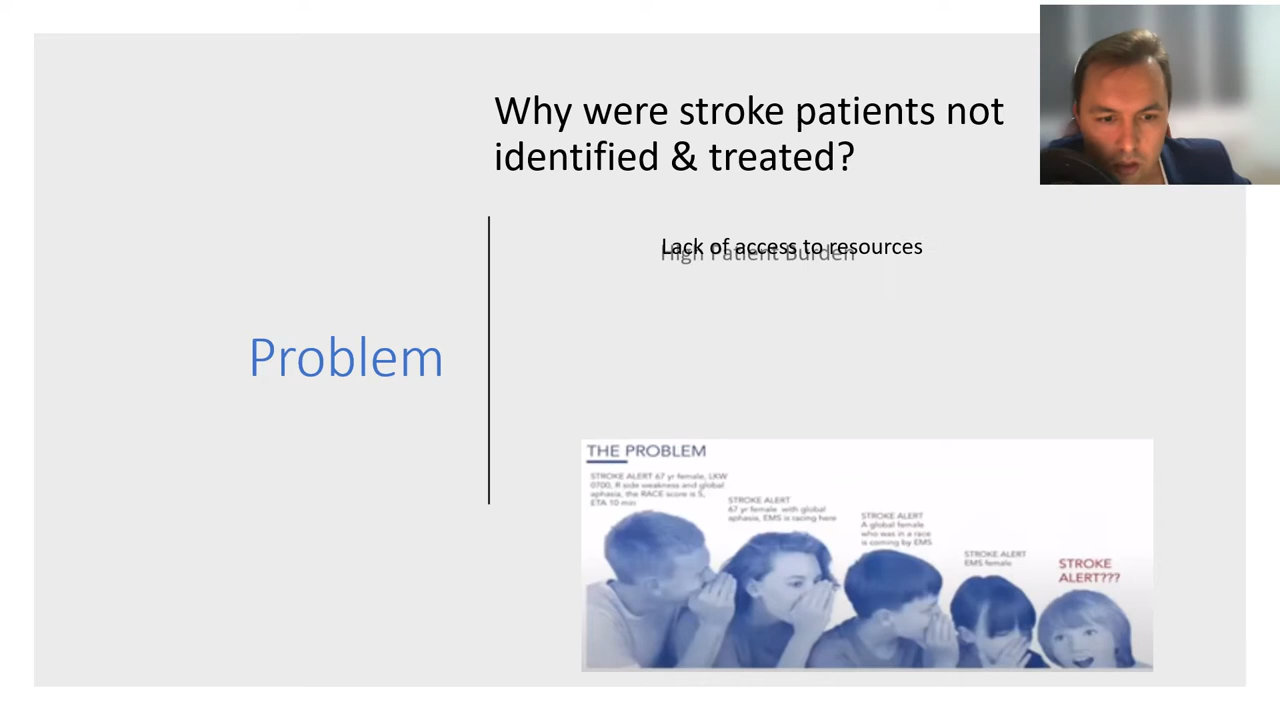 Why were stroke patients not
identified & treated?
Lack of access to resources
High Patient Burden
Problem
THE PROBLEM
STROKE ALERT 67 yr female, LKW
0700, R side weakness and global
aphasia, the RACE score is 5,
ETA 10 min
STROKE ALERT
67 yr female with global
aphasia, EMS is racing here
STROKE ALERT
A global female
who was in a race
is coming by EMS
STROKE ALERT
EMS female
STROKE
ALERT???